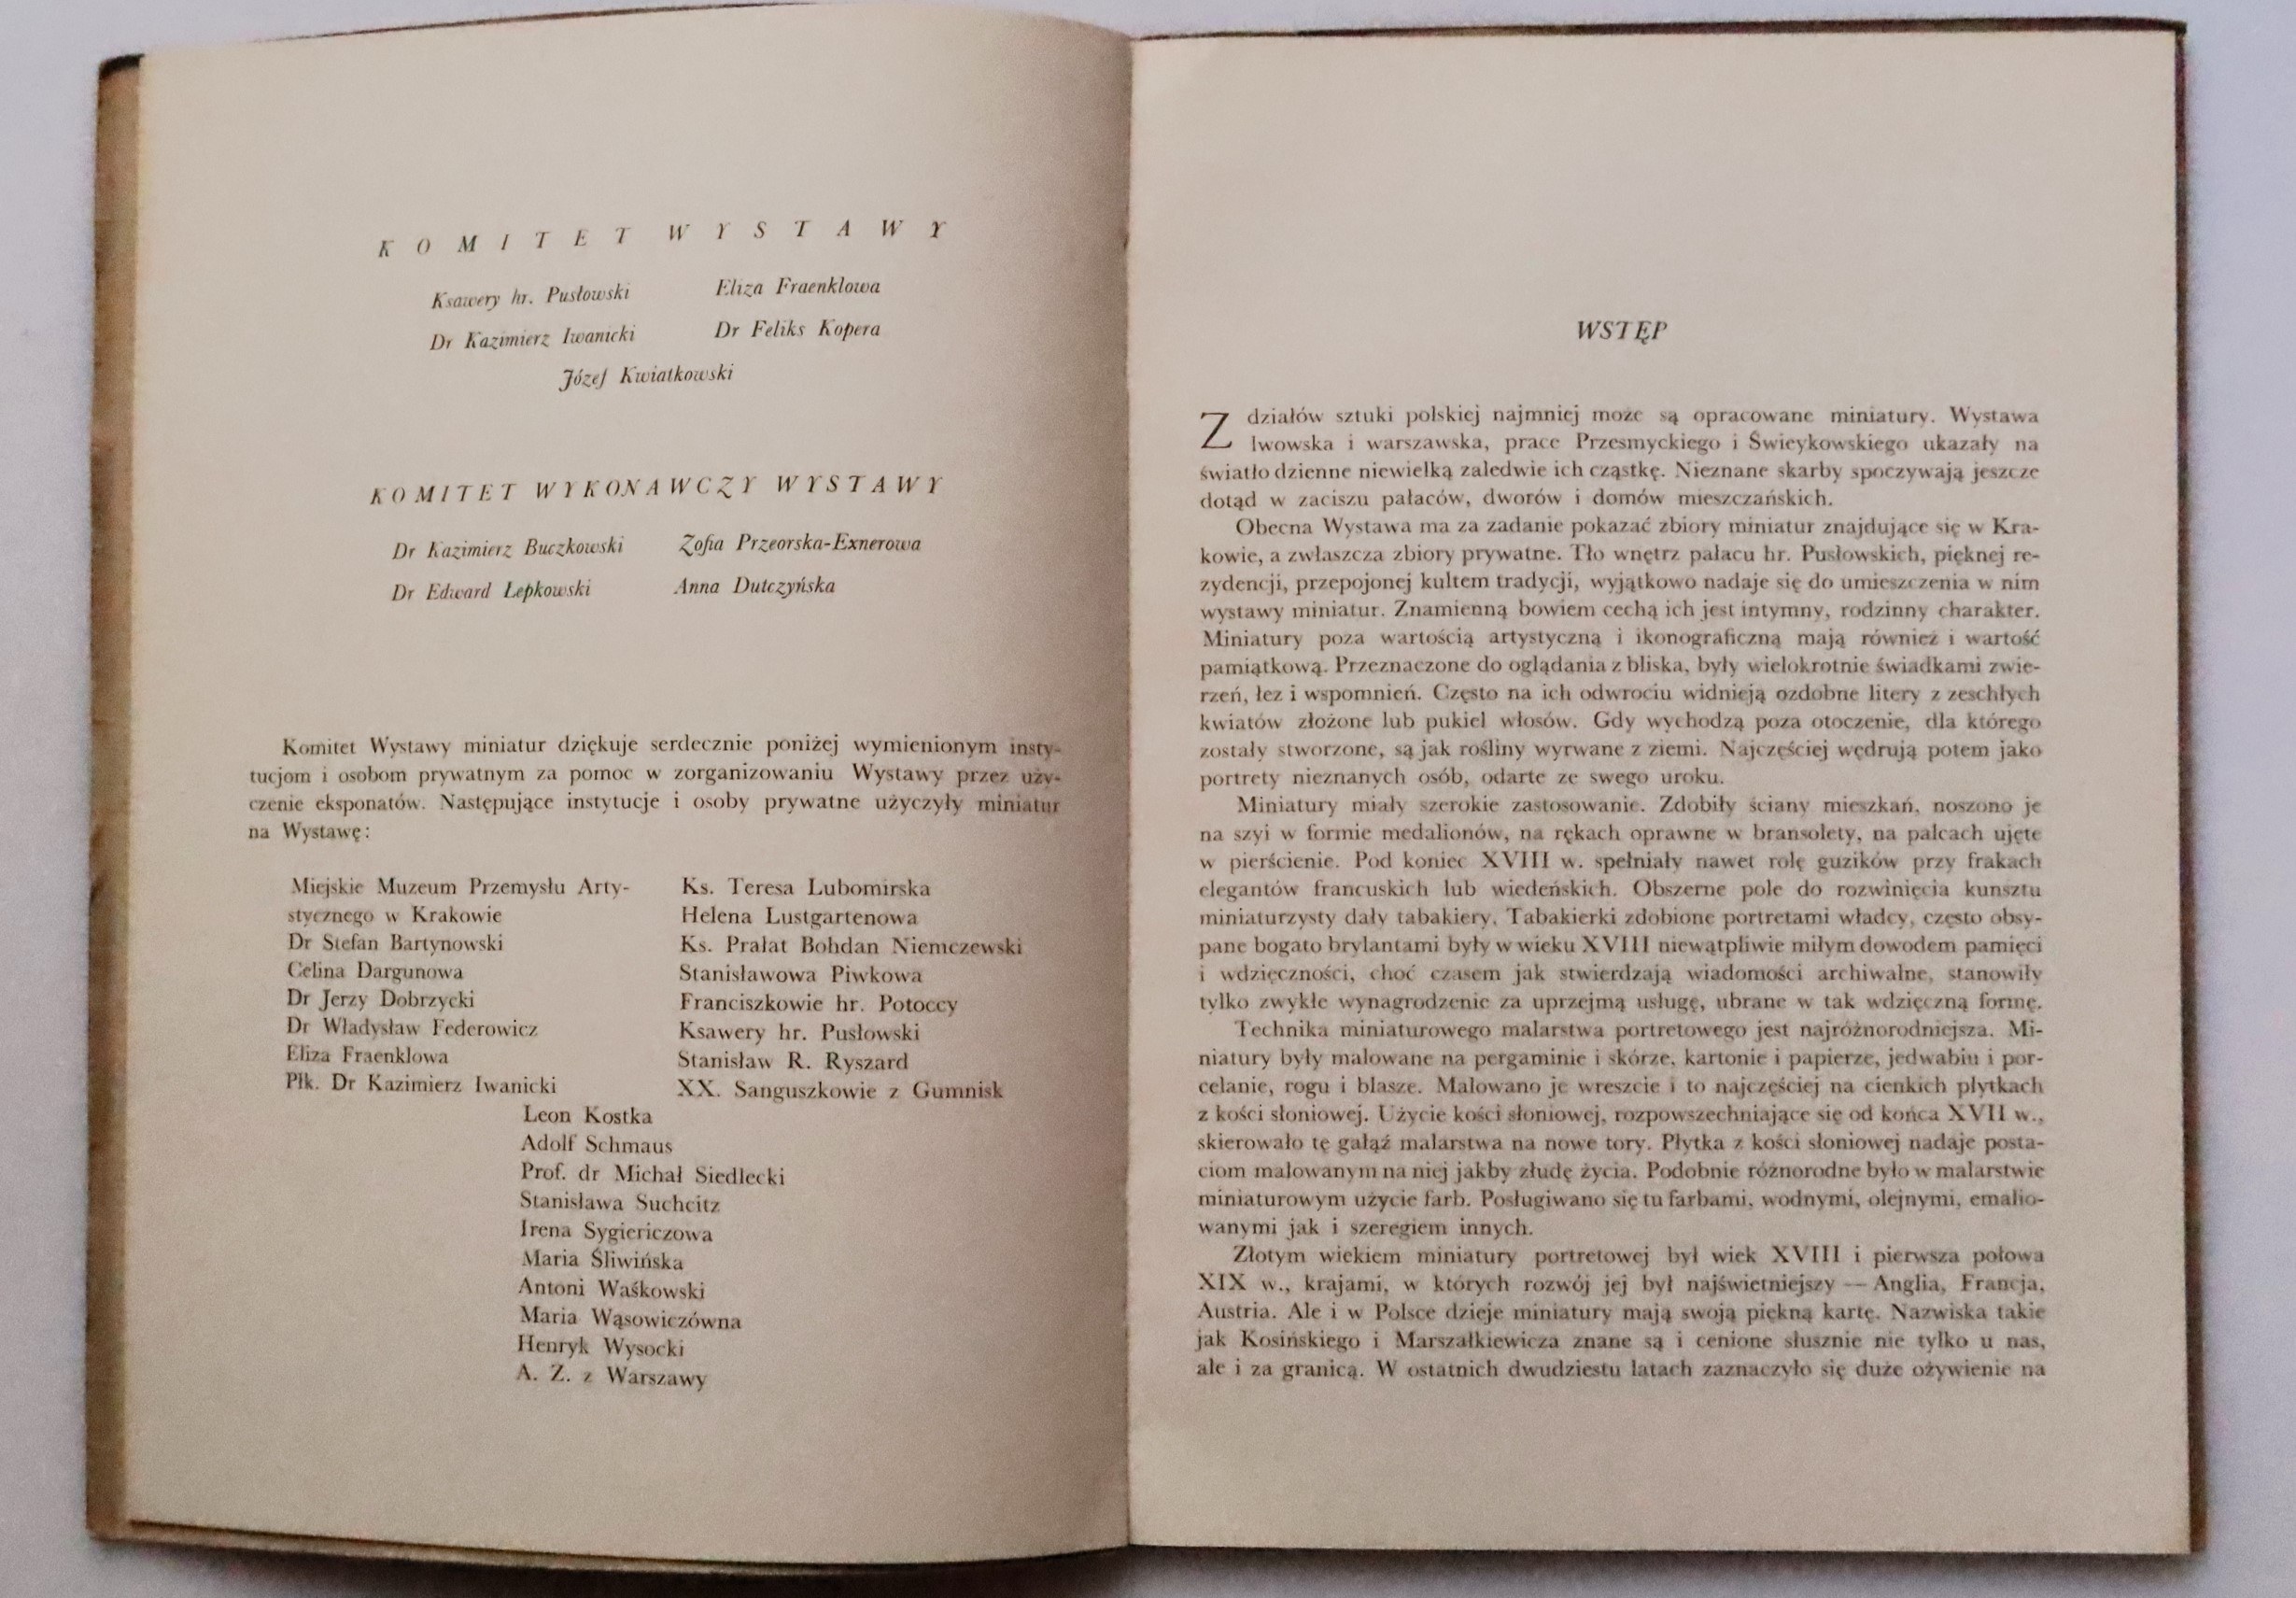 KOMITET WYSTAWY
Ksawery hr. Pusłowski
Eliza Fraenklowa
Dr Kazimierz Iwanicki
Dr Feliks Kopera
Józef Kwiatkowski
KOMITET WYKONAWCZY WYSTAWY
Dr Kazimierz Buczkowski
Zofia Przeorska-Exnerowa
Dr Edward Łepkowski
Anna Dutczyńska
Komitet Wystawy miniatur dziękuje serdecznie poniżej wymienionym insty-
tucjom i osobom prywatnym za pomoc w zorganizowaniu Wystawy przez uży-
czenie eksponatów. Następujące instytucje i osoby prywatne użyczyły miniatur
na Wystawę:
Miejskie Muzeum Przemysłu Arty-
stycznego w Krakowie
Dr Stefan Bartynowski
Celina Dargunowa
Dr Jerzy Dobrzycki
Dr Władysław Federowicz
Eliza Fraenklowa
Płk. Dr Kazimierz Iwanicki
Ks. Teresa Lubomirska
Helena Lustgartenowa
Ks. Prałat Bohdan Niemczewski
Stanisławowa Piwkowa
Franciszkowie hr. Potoccy
Ksawery hr. Pusłowski
Stanisław R. Ryszard
XX. Sanguszkowie z Gumnisk
Leon Kostka
Adolf Schmaus
Prof. dr Michał Siedlecki
Stanisława Suchcitz
Irena Sygiericzowa
Maria Śliwińska
Antoni Waśkowski
Maria Wąsowiczówna
Henryk Wysocki
A. Z. z Warszawy
WSTĘP
Z działów sztuki polskiej najmniej może są opracowane miniatury. Wystawa
lwowska i warszawska, prace Przesmyckiego i Świeykowskiego ukazały na
światło dzienne niewielką zaledwie ich cząstkę. Nieznane skarby spoczywają jeszcze
dotąd w zaciszu pałaców, dworów i domów mieszczańskich.
Obecna Wystawa ma za zadanie pokazać zbiory miniatur znajdujące się w Kra-
kowie, a zwłaszcza zbiory prywatne. Tło wnętrz pałacu hr. Pusłowskich, pięknej re-
zydencji, przepojonej kultem tradycji, wyjątkowo nadaje się do umieszczenia w nim
wystawy miniatur. Znamienną bowiem cechą ich jest intymny, rodzinny charakter.
Miniatury poza wartością artystyczną i ikonograficzną mają również i wartość
pamiątkową. Przeznaczone do oglądania z bliska, były wielokrotnie świadkami zwie-
rzeń, łez i wspomnień. Często na ich odwrociu widnieją ozdobne litery z zeschłych
kwiatów złożone lub pukiel włosów. Gdy wychodzą poza otoczenie, dla którego
zostały stworzone, są jak rośliny wyrwane z ziemi. Najczęściej wędrują potem jako
portrety nieznanych osób, odarte ze swego uroku.
Miniatury miały szerokie zastosowanie. Zdobiły ściany mieszkań, noszono je
na szyi w formie medalionów, na rękach oprawne w bransolety, na palcach ujęte
w pierścienie. Pod koniec XVIII w. spełniały nawet rolę guzików przy frakach
elegantów francuskich lub wiedeńskich. Obszerne pole do rozwinięcia kunsztu
miniaturzysty dały tabakiery. Tabakierki zdobione portretami władcy, często obsy-
pane bogato brylantami były w wieku XVIII niewątpliwie miłym dowodem pamięci
i wdzięczności, choć czasem jak stwierdzają wiadomości archiwalne, stanowiły
tylko zwykłe wynagrodzenie za uprzejmą usługę, ubrane w tak wdzięczną formę.
Technika miniaturowego malarstwa portretowego jest najróżnorodniejsza. Mi-
niatury były malowane na pergaminie i skórze, kartonie i papierze, jedwabiu i por-
celanie, rogu i blasze. Malowano je wreszcie i to najczęściej na cienkich płytkach
z kości słoniowej. Użycie kości słoniowej, rozpowszechniające się od końca XVII w.,
skierowało tę gałąź malarstwa na nowe tory. Płytka z kości słoniowej nadaje posta-
ciom malowanym na niej jakby złudę życia. Podobnie różnorodne było w malarstwie
miniaturowym użycie farb. Posługiwano się tu farbami, wodnymi, olejnymi, emalio-
wanymi jak i szeregiem innych.
Złotym wiekiem miniatury portretowej był wiek XVIII i pierwsza połowa
XIX w., krajami, w których rozwój jej był najświetniejszy — Anglia, Francja,
Austria. Ale i w Polsce dzieje miniatury mają swoją piękną kartę. Nazwiska takie
jak Kosińskiego i Marszałkiewicza znane są i cenione słusznie nie tylko u nas,
ale i za granicą. W ostatnich dwudziestu latach zaznaczyło się duże ożywienie na